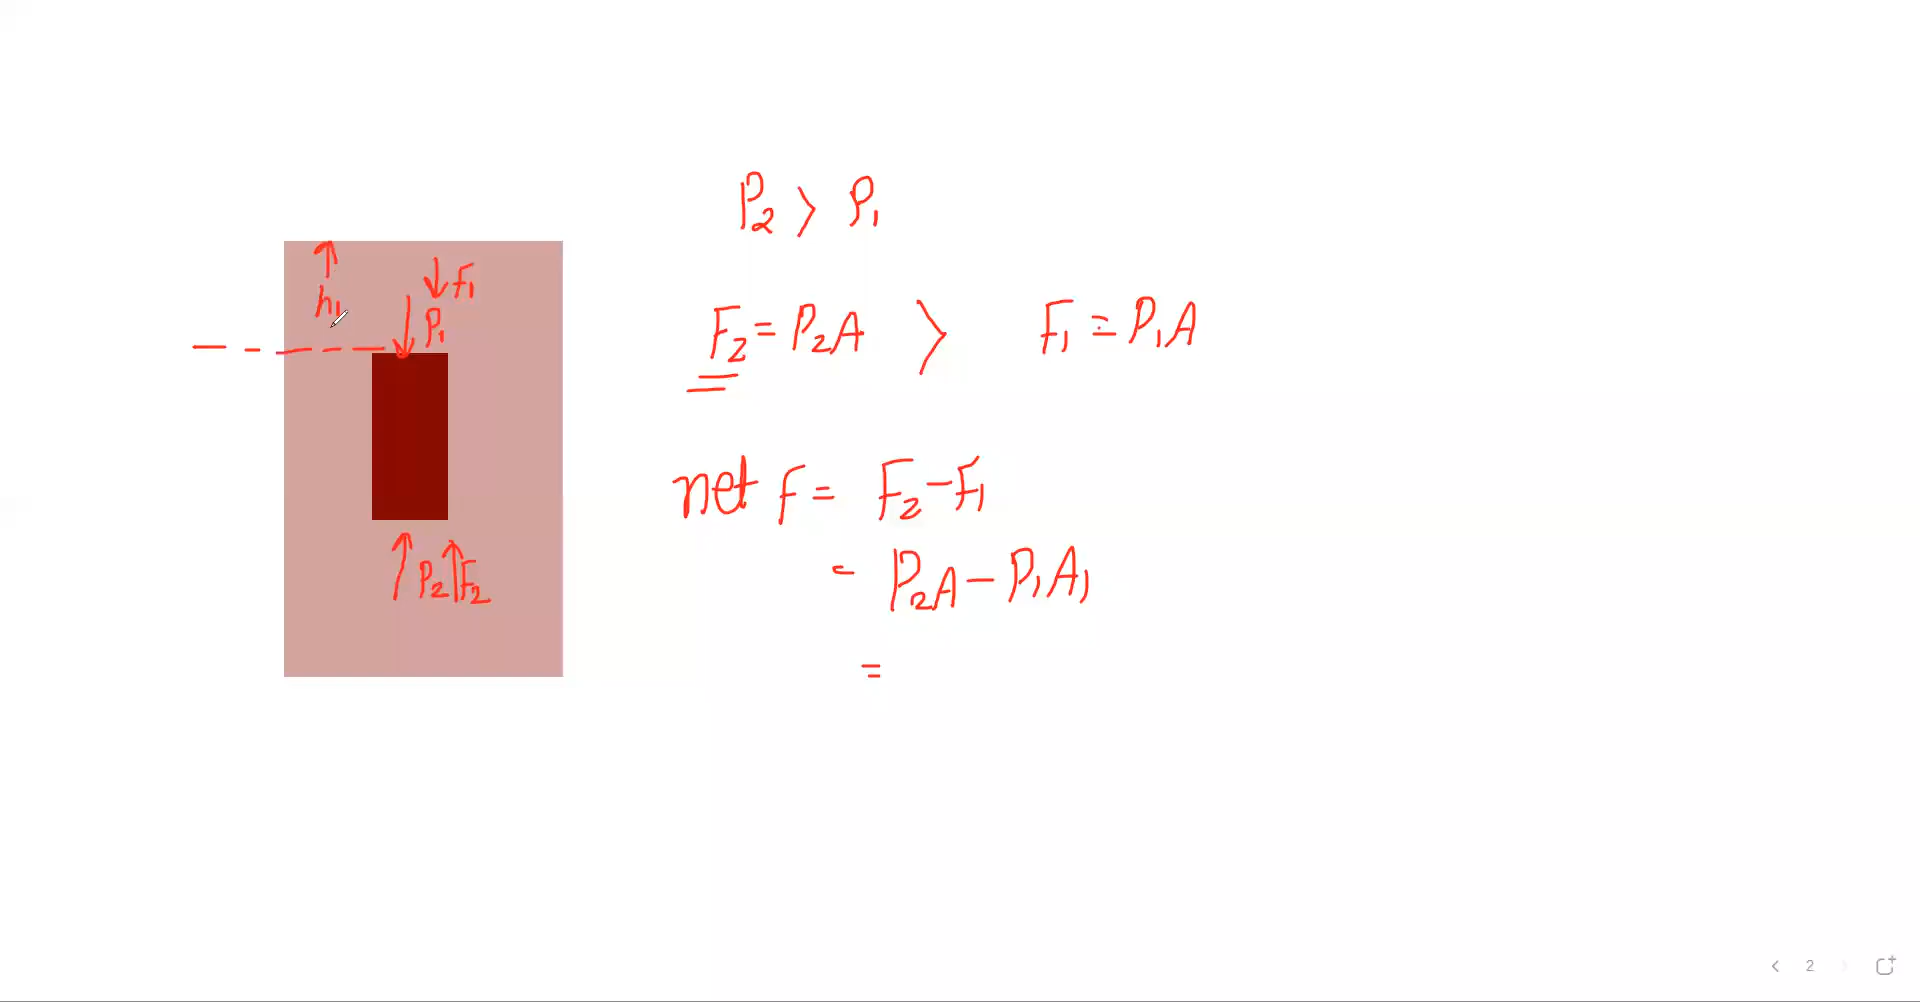 P₂ > P₁
↓F₁
h₁
P₁
F₂ = P₂A > F₁ = P₁A
net F = F₂ - F₁
= P₂A - P₁A₁
P₂ ↑F₂
=
2